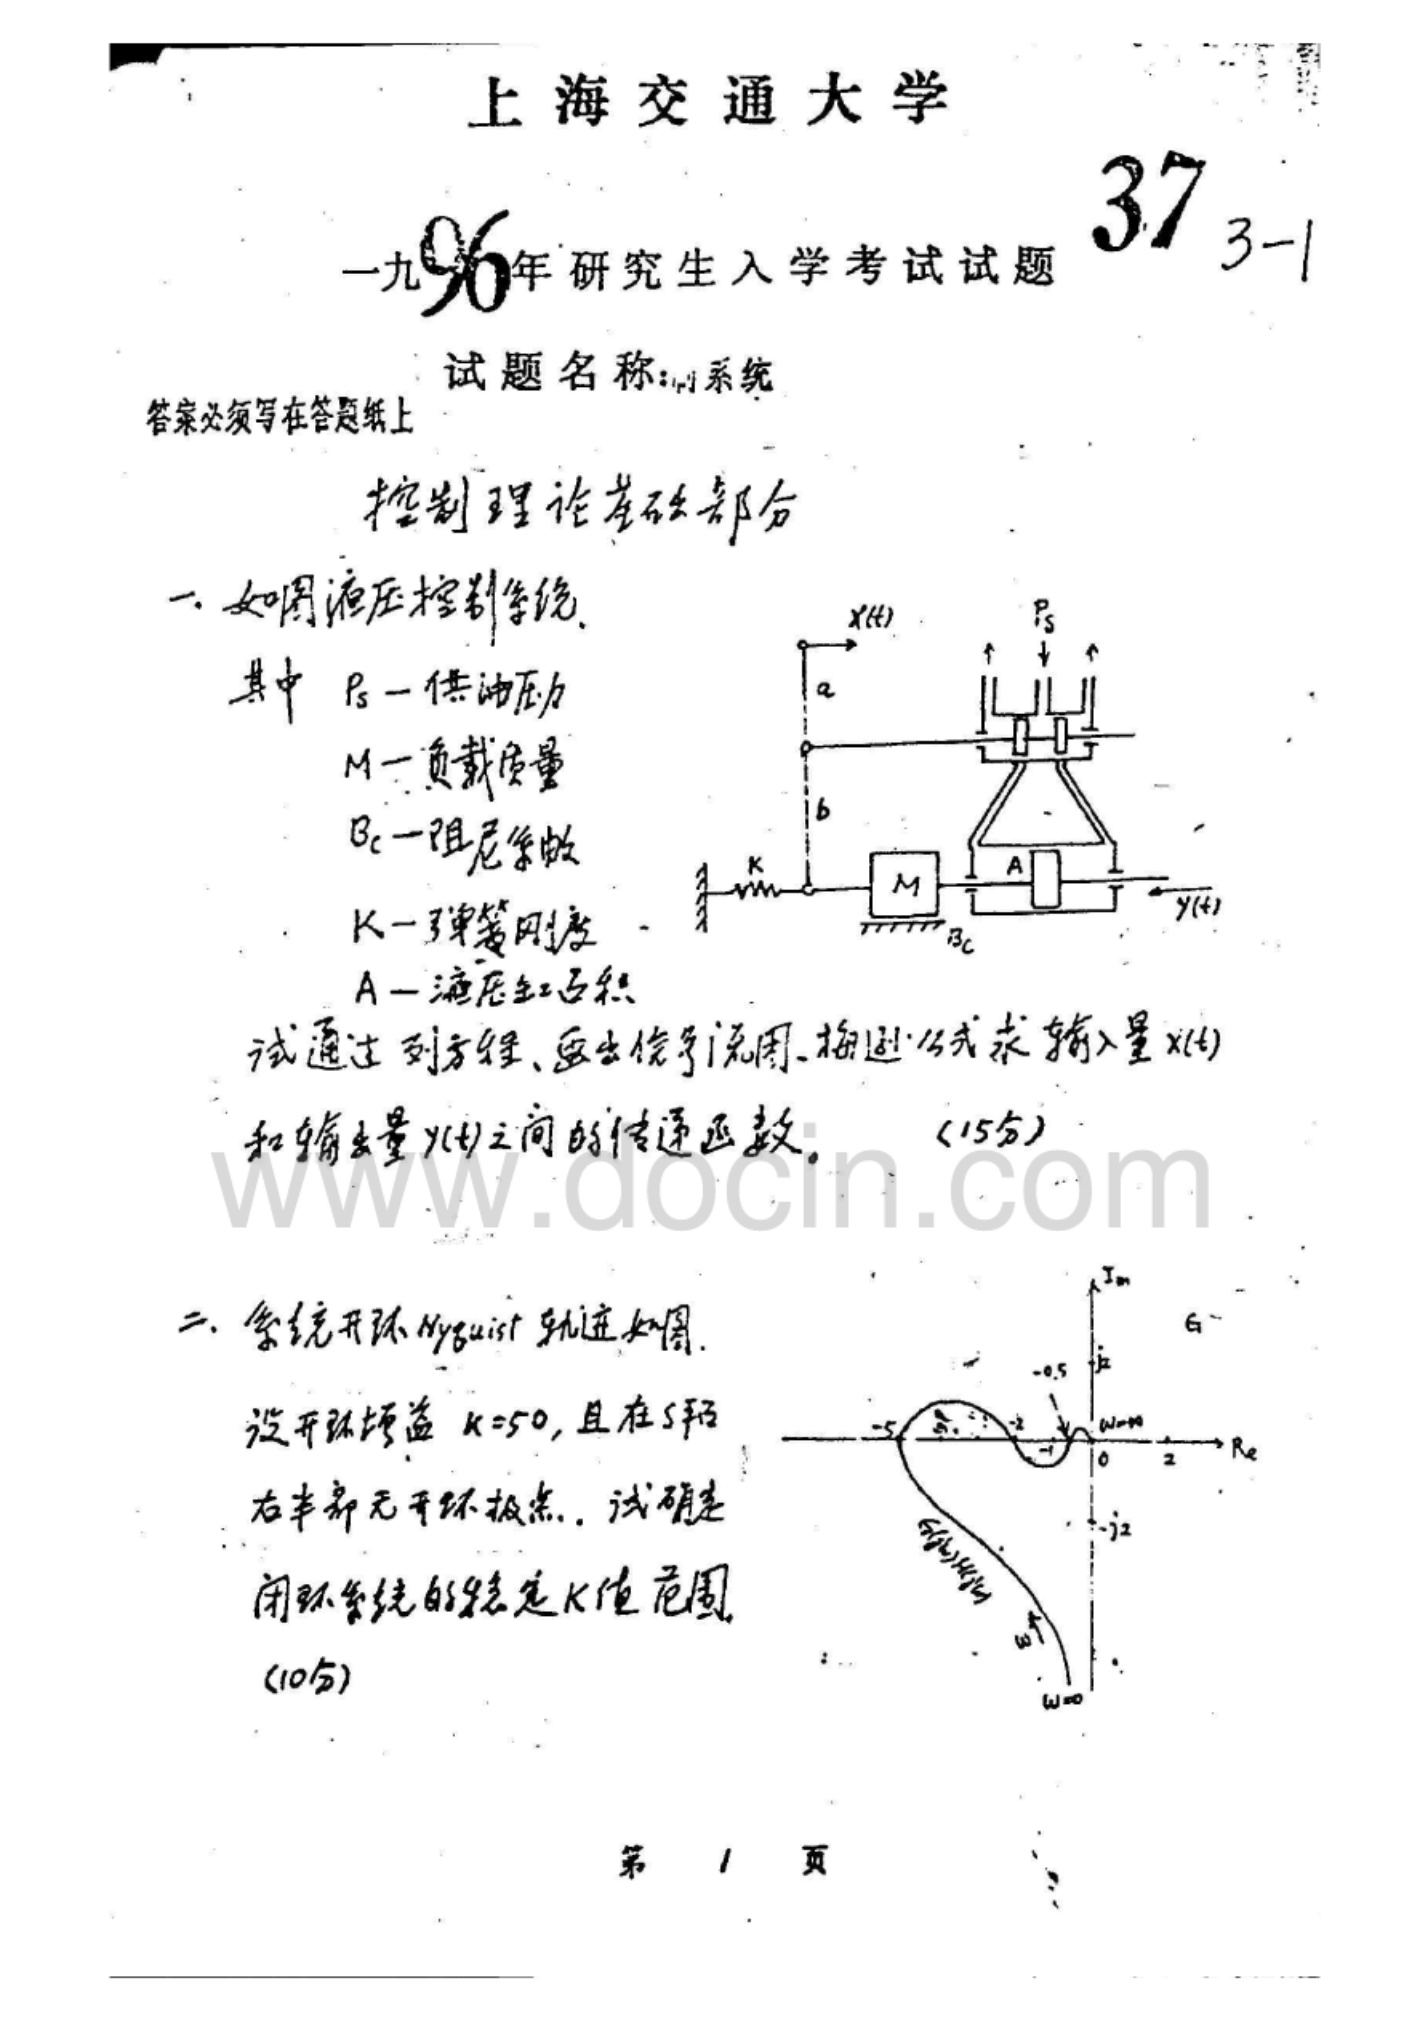 上海交通大学
37
3-1
一九96年研究生入学考试试题
试题名称:系统
答案必须写在答题纸上
控制理论基础部分
一、如图液压控制系统.
其中 Ps — 供油压力
M — 负载质量
Bc — 阻尼系数
K — 弹簧刚度
A — 液压缸面积
X(t)
Ps
a
b
K
M
A
Bc
y(t)
试通过列方程、画出信号流图、梅逊公式求输入量x(t)
和输出量y(t)之间的传递函数。 (15分)
www.docin.com
二、系统开环Nyquist轨迹如图.
设开环增益 K=50, 且在S平面
右半部无开环极点. 试确定
闭环系统的稳定K值范围.
(10分)
Im
G
j2
-0.5
-5
-2
-1
ω=∞
0
2
Re
-j2
ω
ω=0
第 1 页